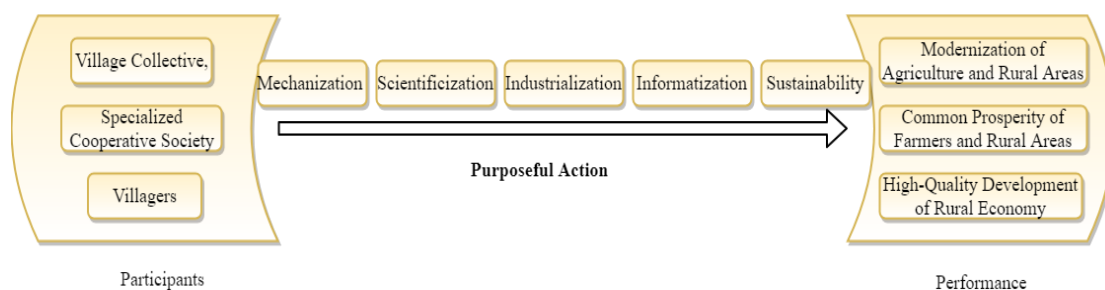 Village Collective,
Specialized
Cooperative Society
Villagers
Participants
Mechanization
Scientificization
Industrialization
Informatization
Sustainability
Purposeful Action
Modernization of
Agriculture and Rural Areas
Common Prosperity of
Farmers and Rural Areas
High-Quality Development
of Rural Economy
Performance